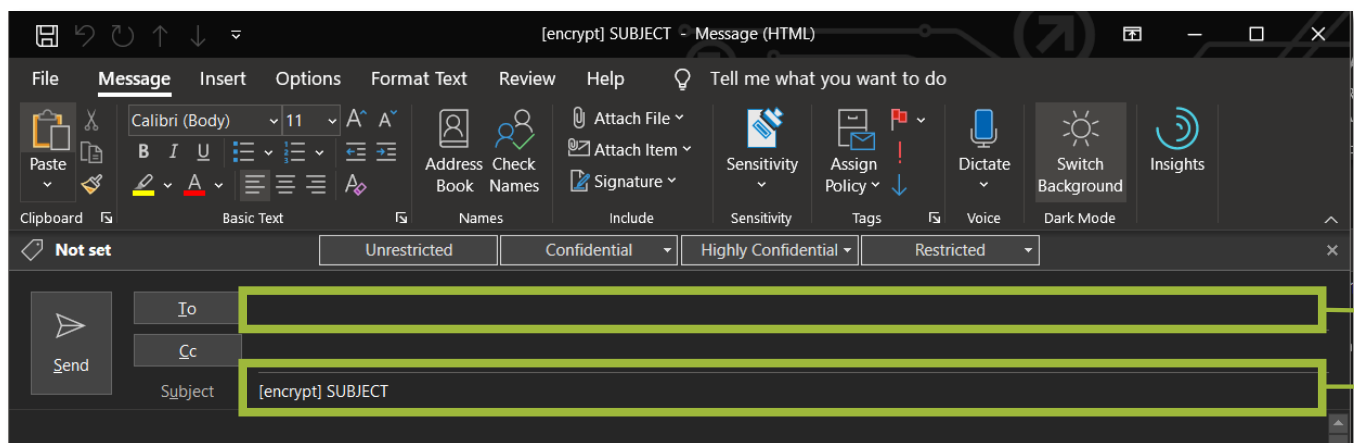 [encrypt] SUBJECT - Message (HTML)
File Message Insert Options Format Text Review Help Tell me what you want to do
Calibri (Body) 11 A^ A˅
Paste
B I U
A
Address Book
Check Names
Attach File
Attach Item
Signature
Sensitivity
Assign Policy
Dictate
Switch Background
Insights
Clipboard Basic Text Names Include Sensitivity Tags Voice Dark Mode
Not set Unrestricted Confidential Highly Confidential Restricted
To
Cc
Send
Subject [encrypt] SUBJECT